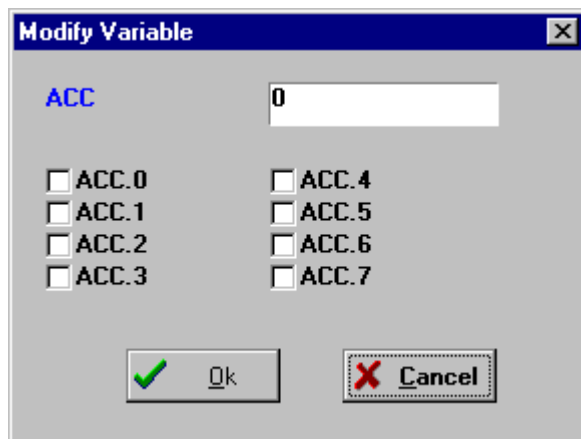 Modify Variable
ACC 0
ACC.0 ACC.4
ACC.1 ACC.5
ACC.2 ACC.6
ACC.3 ACC.7
Ok Cancel